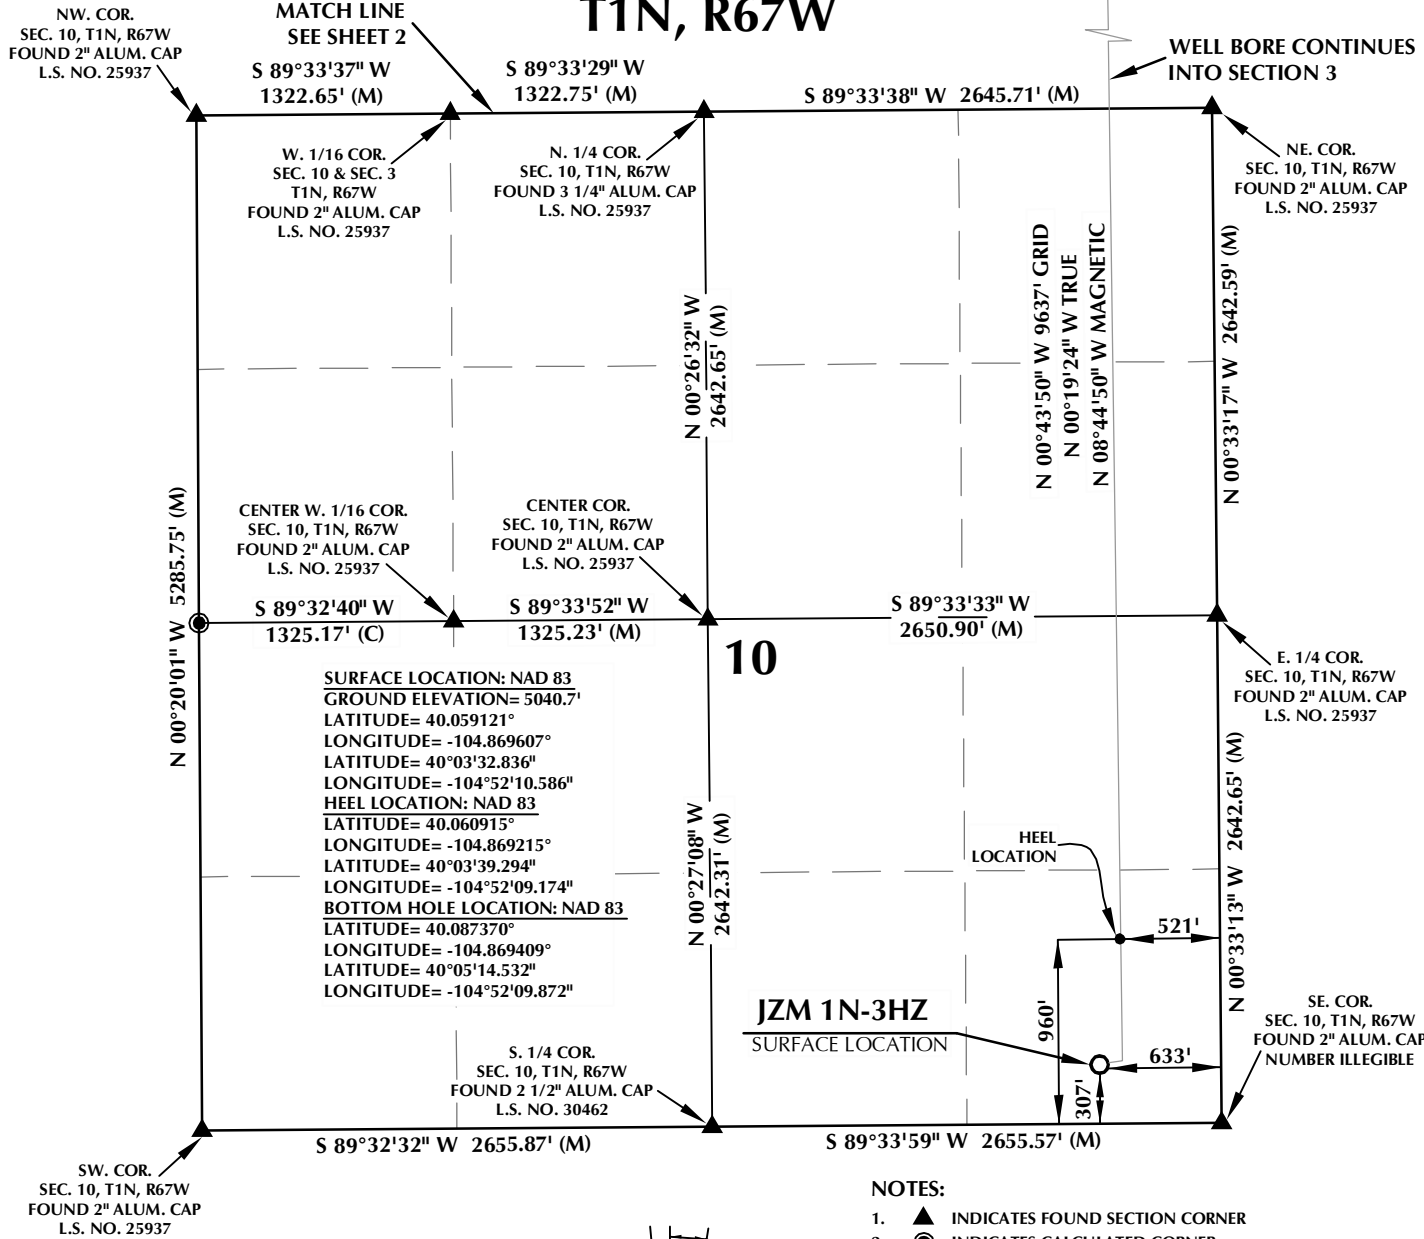 T1N, R67W
NW. COR.
SEC. 10, T1N, R67W
FOUND 2" ALUM. CAP
L.S. NO. 25937
MATCH LINE
SEE SHEET 2
WELL BORE CONTINUES
INTO SECTION 3
S 89°33'37" W
1322.65' (M)
S 89°33'29" W
1322.75' (M)
S 89°33'38" W 2645.71' (M)
W. 1/16 COR.
SEC. 10 & SEC. 3
T1N, R67W
FOUND 2" ALUM. CAP
L.S. NO. 25937
N. 1/4 COR.
SEC. 10, T1N, R67W
FOUND 3 1/4" ALUM. CAP
L.S. NO. 25937
NE. COR.
SEC. 10, T1N, R67W
FOUND 2" ALUM. CAP
L.S. NO. 25937
N 00°26'32" W
2642.65' (M)
N 00°43'50" W 9637' GRID
N 00°19'24" W TRUE
N 08°44'50" W MAGNETIC
N 00°33'17" W 2642.59' (M)
N 00°20'01" W 5285.75' (M)
CENTER W. 1/16 COR.
SEC. 10, T1N, R67W
FOUND 2" ALUM. CAP
L.S. NO. 25937
CENTER COR.
SEC. 10, T1N, R67W
FOUND 2" ALUM. CAP
L.S. NO. 25937
S 89°32'40" W
1325.17' (C)
S 89°33'52" W
1325.23' (M)
S 89°33'33" W
2650.90' (M)
10
E. 1/4 COR.
SEC. 10, T1N, R67W
FOUND 2" ALUM. CAP
L.S. NO. 25937
SURFACE LOCATION: NAD 83
GROUND ELEVATION= 5040.7'
LATITUDE= 40.059121°
LONGITUDE= -104.869607°
LATITUDE= 40°03'32.836"
LONGITUDE= -104°52'10.586"
HEEL LOCATION: NAD 83
LATITUDE= 40.060915°
LONGITUDE= -104.869215°
LATITUDE= 40°03'39.294"
LONGITUDE= -104°52'09.174"
BOTTOM HOLE LOCATION: NAD 83
LATITUDE= 40.087370°
LONGITUDE= -104.869409°
LATITUDE= 40°05'14.532"
LONGITUDE= -104°52'09.872"
N 00°27'08" W
2642.31' (M)
N 00°33'13" W 2642.65' (M)
HEEL
LOCATION
521'
960'
JZM 1N-3HZ
SURFACE LOCATION
633'
307'
SE. COR.
SEC. 10, T1N, R67W
FOUND 2" ALUM. CAP
NUMBER ILLEGIBLE
S. 1/4 COR.
SEC. 10, T1N, R67W
FOUND 2 1/2" ALUM. CAP
L.S. NO. 30462
S 89°32'32" W 2655.87' (M)
S 89°33'59" W 2655.57' (M)
SW. COR.
SEC. 10, T1N, R67W
FOUND 2" ALUM. CAP
L.S. NO. 25937
NOTES:
1. INDICATES FOUND SECTION CORNER
INDICATES CALCULATED CORNER